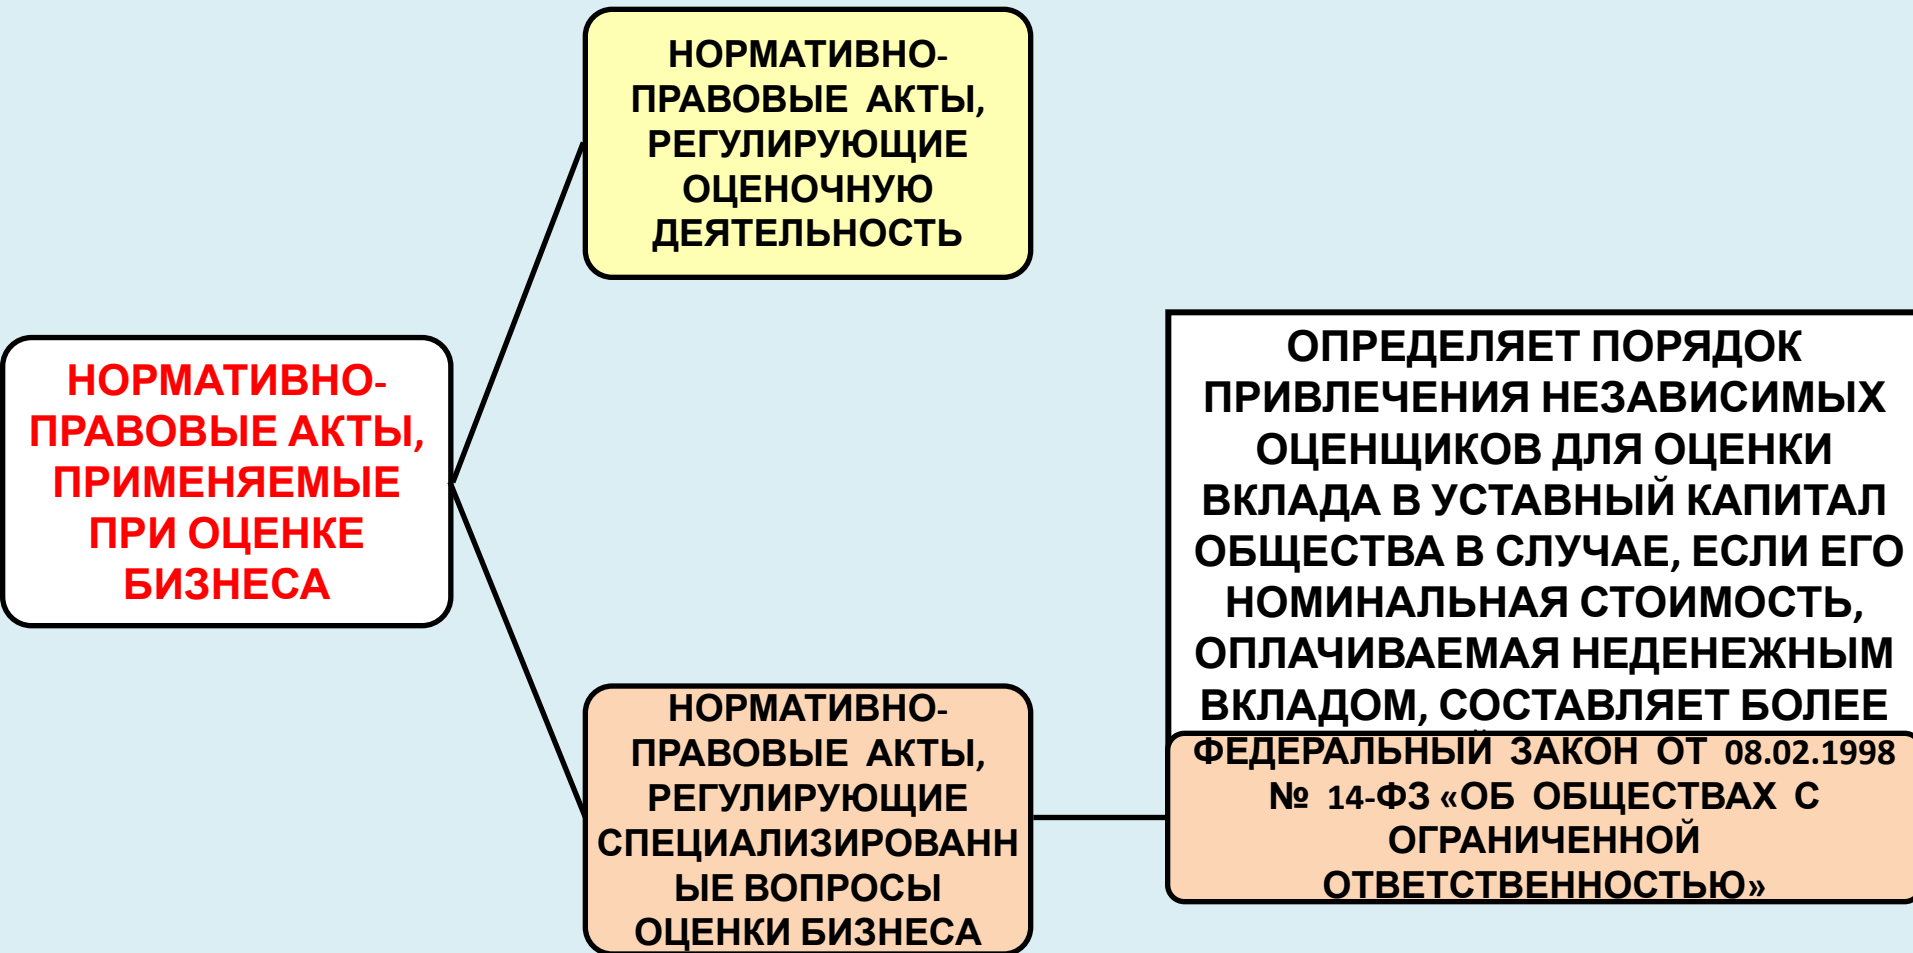 НОРМАТИВНО-
ПРАВОВЫЕ АКТЫ,
РЕГУЛИРУЮЩИЕ
ОЦЕНОЧНУЮ
ДЕЯТЕЛЬНОСТЬ
НОРМАТИВНО-
ПРАВОВЫЕ АКТЫ,
ПРИМЕНЯЕМЫЕ
ПРИ ОЦЕНКЕ
БИЗНЕСА
ОПРЕДЕЛЯЕТ ПОРЯДОК
ПРИВЛЕЧЕНИЯ НЕЗАВИСИМЫХ
ОЦЕНЩИКОВ ДЛЯ ОЦЕНКИ
ВКЛАДА В УСТАВНЫЙ КАПИТАЛ
ОБЩЕСТВА В СЛУЧАЕ, ЕСЛИ ЕГО
НОМИНАЛЬНАЯ СТОИМОСТЬ,
ОПЛАЧИВАЕМАЯ НЕДЕНЕЖНЫМ
ВКЛАДОМ, СОСТАВЛЯЕТ БОЛЕЕ
НОРМАТИВНО-
ПРАВОВЫЕ АКТЫ,
РЕГУЛИРУЮЩИЕ
СПЕЦИАЛИЗИРОВАНН
ЫЕ ВОПРОСЫ
ОЦЕНКИ БИЗНЕСА
ФЕДЕРАЛЬНЫЙ ЗАКОН ОТ 08.02.1998
№ 14-ФЗ «ОБ ОБЩЕСТВАХ С
ОГРАНИЧЕННОЙ
ОТВЕТСТВЕННОСТЬЮ»